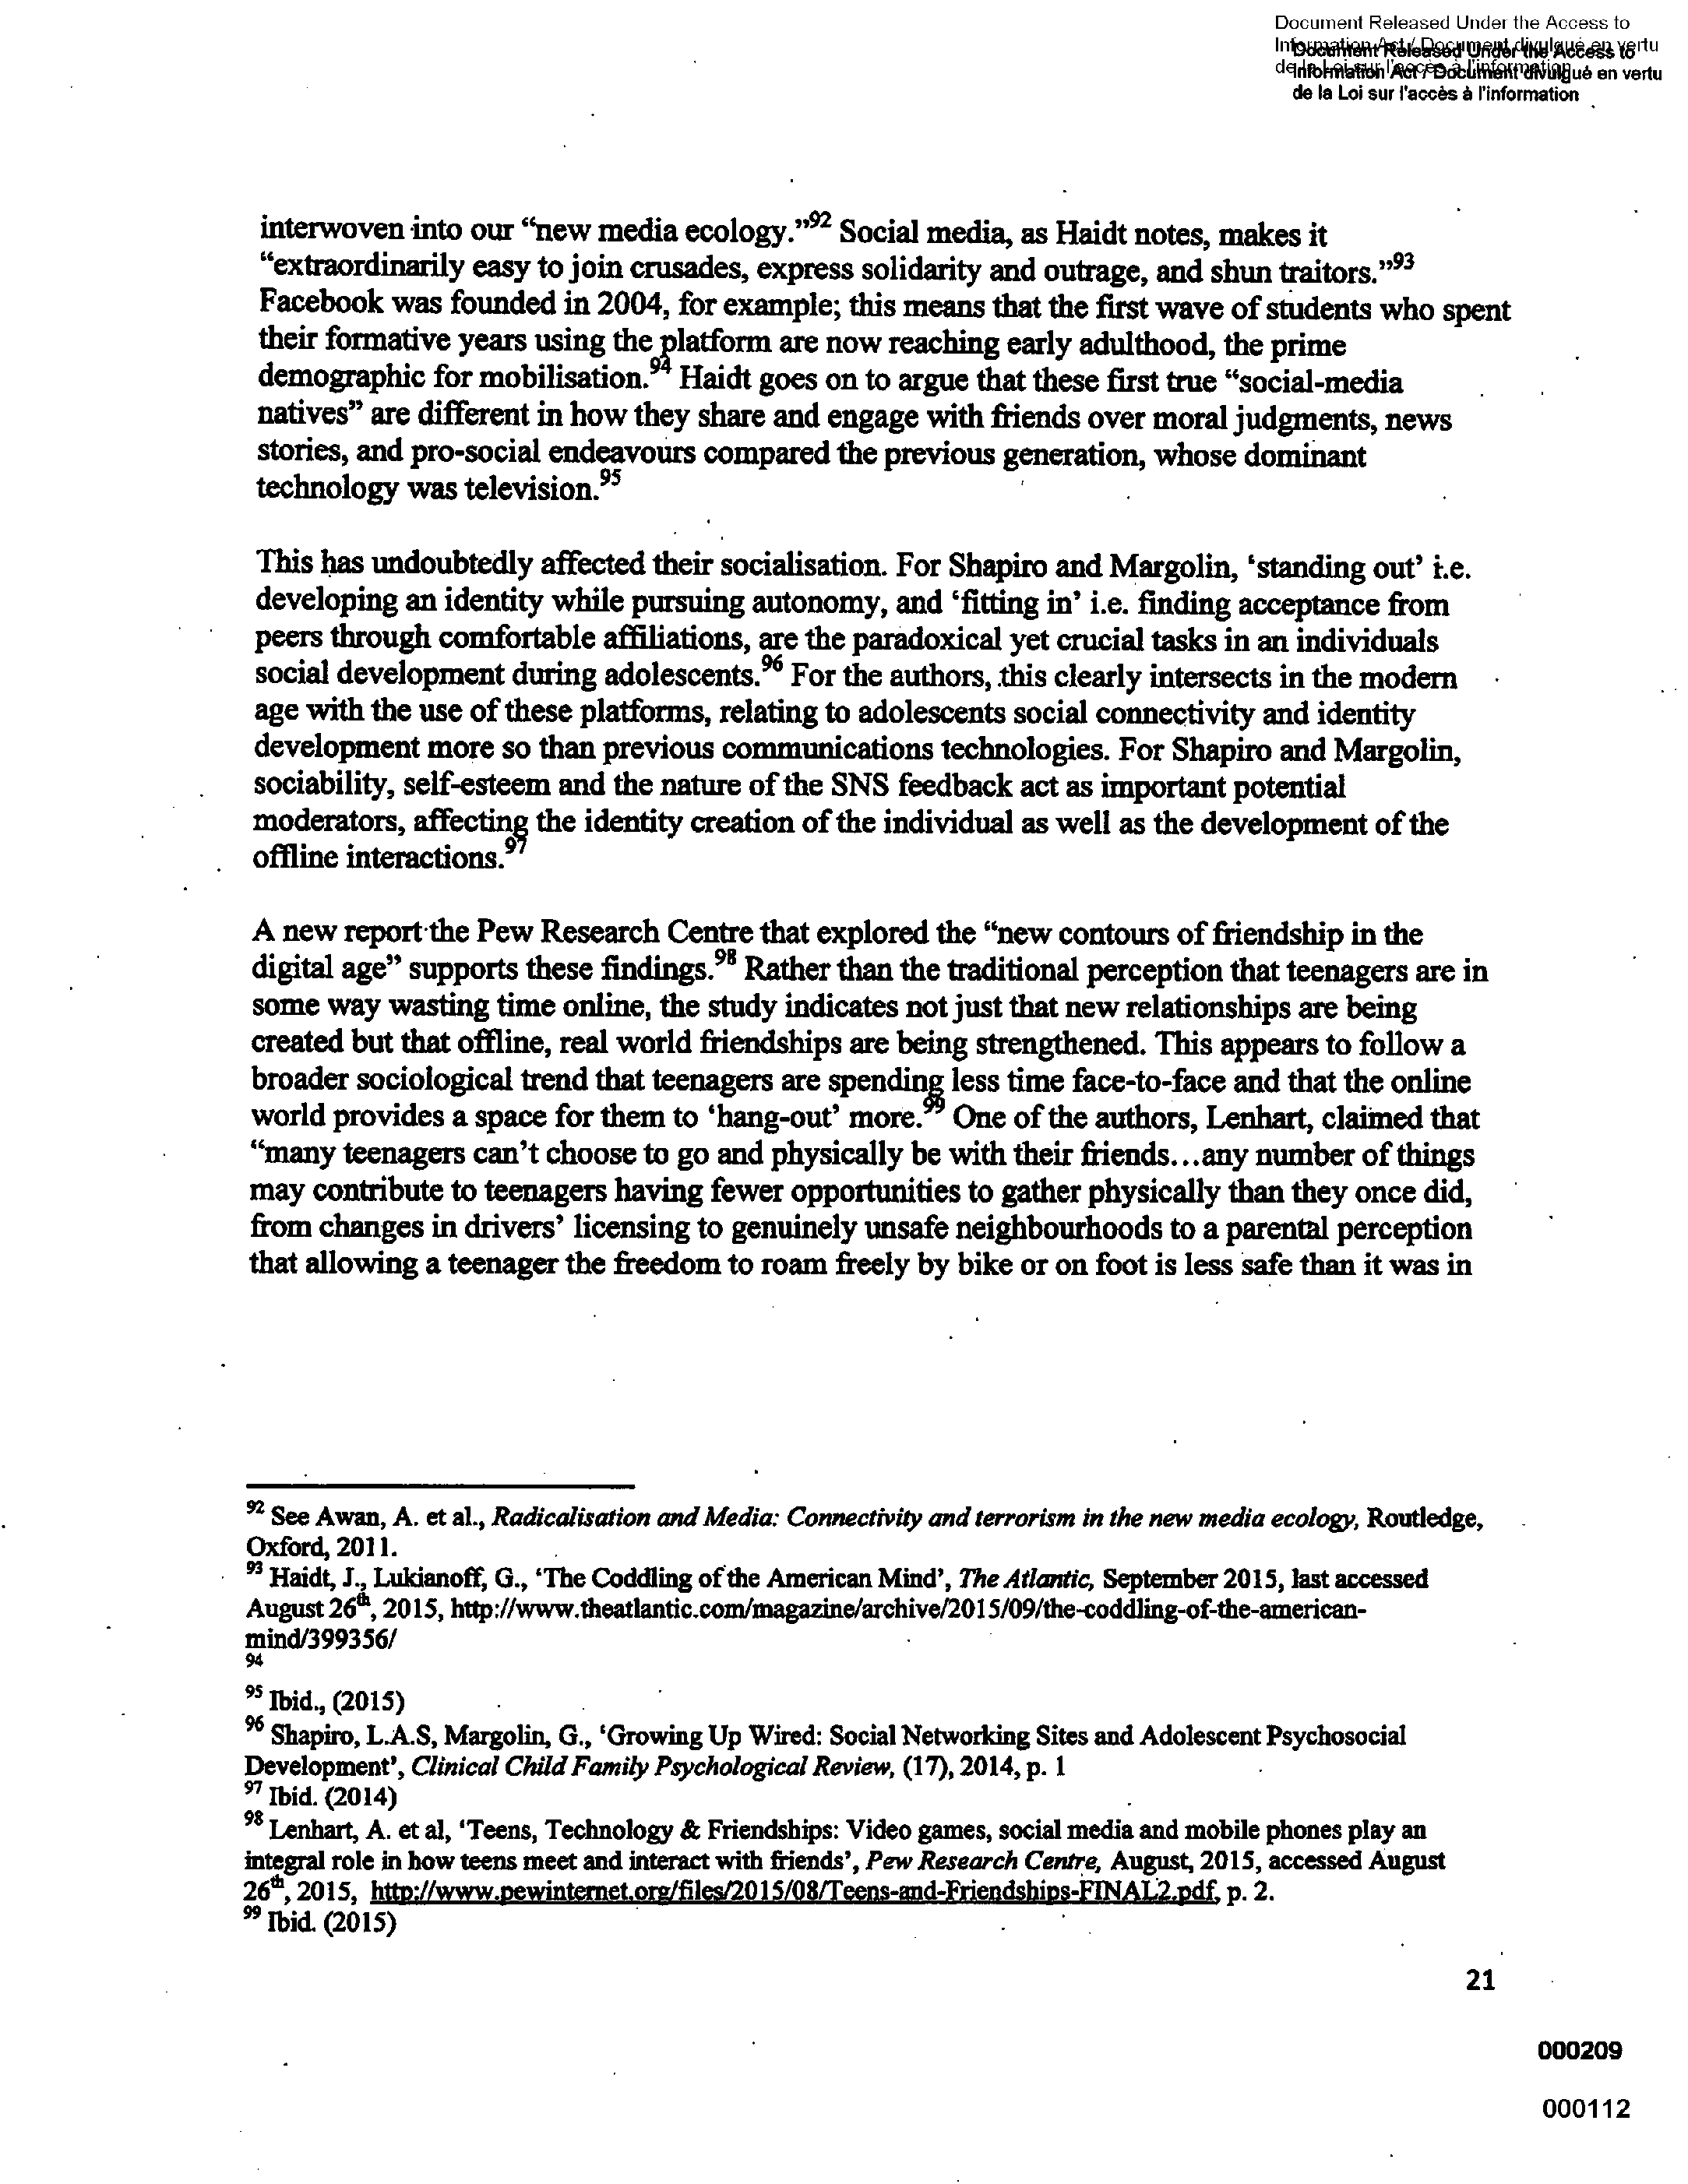 Document Released Under the Access to
Information Act / Document divulgué en vertu
de la Loi sur l'accès à l'information
Document Released Under the Access to
Information Act / Document divulgué en vertu
de la Loi sur l'accès à l'information
interwoven into our “new media ecology.”92 Social media, as Haidt notes, makes it
“extraordinarily easy to join crusades, express solidarity and outrage, and shun traitors.”93
Facebook was founded in 2004, for example; this means that the first wave of students who spent
their formative years using the platform are now reaching early adulthood, the prime
demographic for mobilisation.94 Haidt goes on to argue that these first true “social-media
natives” are different in how they share and engage with friends over moral judgments, news
stories, and pro-social endeavours compared the previous generation, whose dominant
technology was television.95
This has undoubtedly affected their socialisation. For Shapiro and Margolin, ‘standing out’ i.e.
developing an identity while pursuing autonomy, and ‘fitting in’ i.e. finding acceptance from
peers through comfortable affiliations, are the paradoxical yet crucial tasks in an individuals
social development during adolescents.96 For the authors, this clearly intersects in the modern
age with the use of these platforms, relating to adolescents social connectivity and identity
development more so than previous communications technologies. For Shapiro and Margolin,
sociability, self-esteem and the nature of the SNS feedback act as important potential
moderators, affecting the identity creation of the individual as well as the development of the
offline interactions.97
A new report the Pew Research Centre that explored the “new contours of friendship in the
digital age” supports these findings.98 Rather than the traditional perception that teenagers are in
some way wasting time online, the study indicates not just that new relationships are being
created but that offline, real world friendships are being strengthened. This appears to follow a
broader sociological trend that teenagers are spending less time face-to-face and that the online
world provides a space for them to ‘hang-out’ more.99 One of the authors, Lenhart, claimed that
“many teenagers can’t choose to go and physically be with their friends…any number of things
may contribute to teenagers having fewer opportunities to gather physically than they once did,
from changes in drivers’ licensing to genuinely unsafe neighbourhoods to a parental perception
that allowing a teenager the freedom to roam freely by bike or on foot is less safe than it was in
92 See Awan, A. et al., Radicalisation and Media: Connectivity and terrorism in the new media ecology, Routledge,
Oxford, 2011.
93 Haidt, J., Lukianoff, G., ‘The Coddling of the American Mind’, The Atlantic, September 2015, last accessed
August 26th, 2015, http://www.theatlantic.com/magazine/archive/2015/09/the-coddling-of-the-american-
mind/399356/
94
95 Ibid., (2015)
96 Shapiro, L.A.S, Margolin, G., ‘Growing Up Wired: Social Networking Sites and Adolescent Psychosocial
Development’, Clinical Child Family Psychological Review, (17), 2014, p. 1
97 Ibid. (2014)
98 Lenhart, A. et al, ‘Teens, Technology & Friendships: Video games, social media and mobile phones play an
integral role in how teens meet and interact with friends’, Pew Research Centre, August, 2015, accessed August
26th, 2015, http://www.pewinternet.org/files/2015/08/Teens-and-Friendships-FINAL2.pdf, p. 2.
99 Ibid. (2015)
21
000209
000112